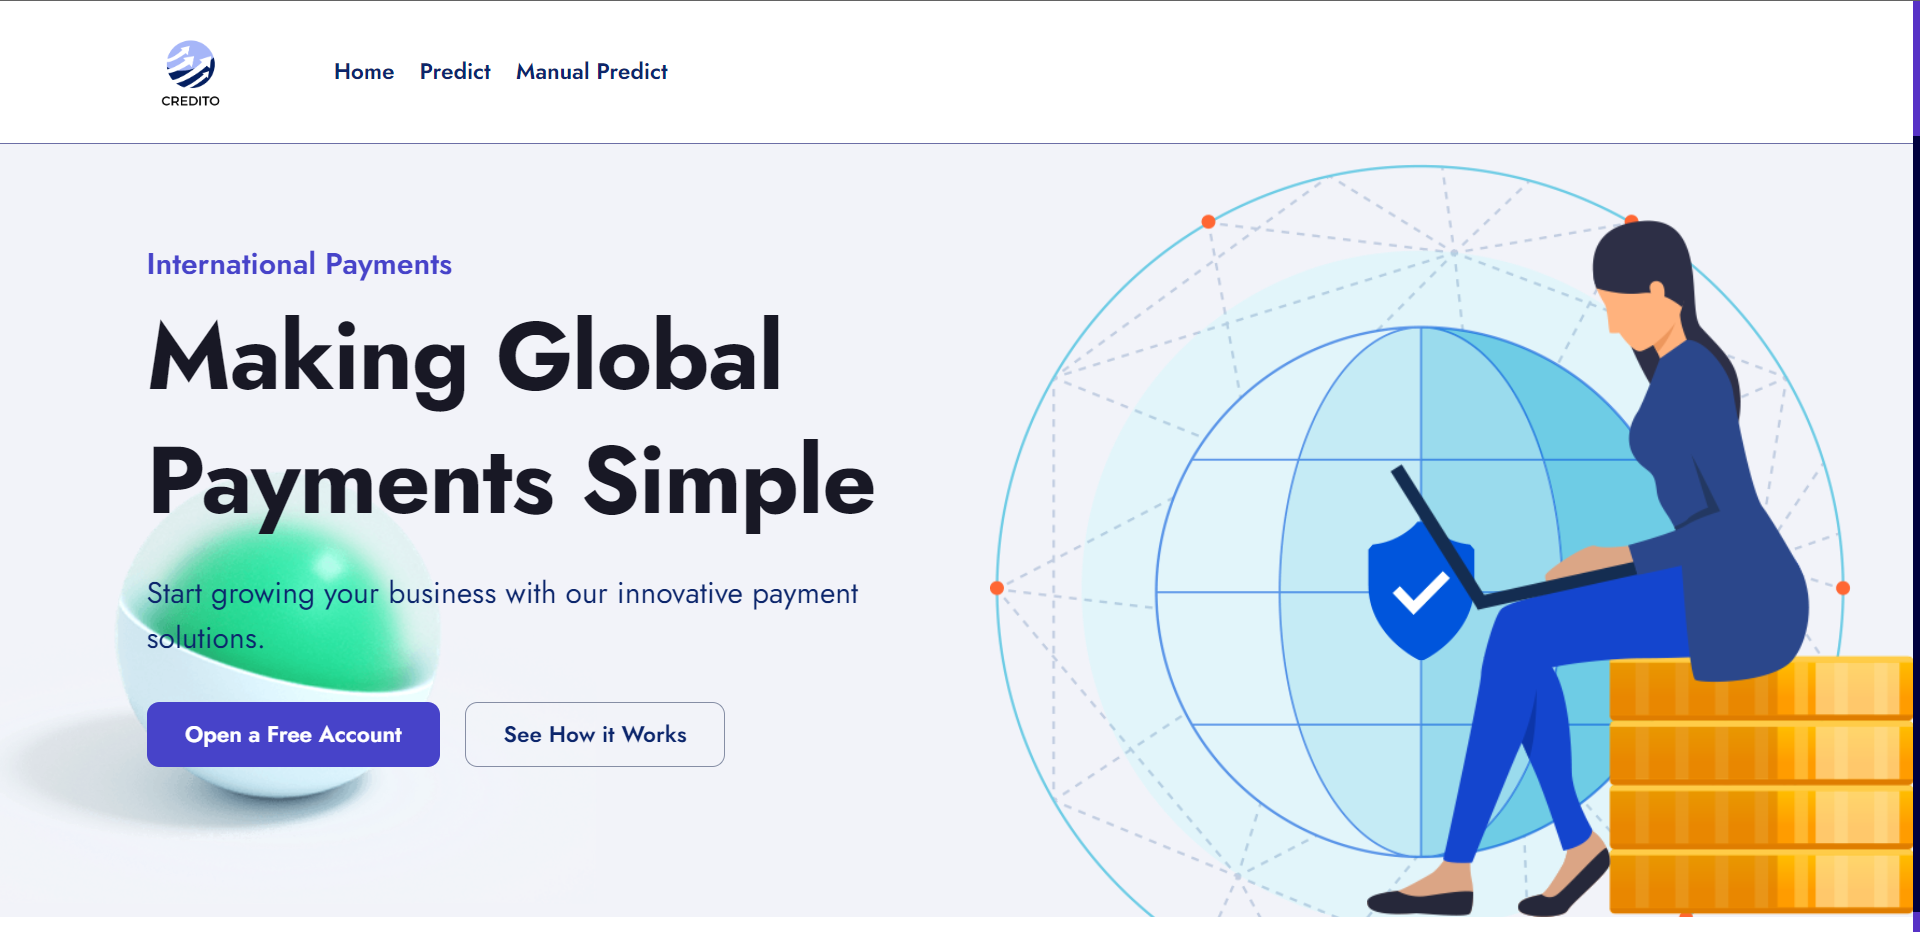 CREDITO
Home Predict Manual Predict
International Payments
Making Global
Payments Simple
Start growing your business with our innovative payment
solutions.
Open a Free Account See How it Works